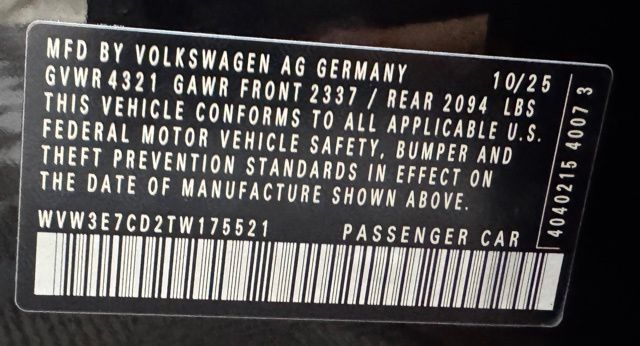 MFD BY VOLKSWAGEN AG GERMANY 10/25
GVWR 4321 GAWR FRONT 2337 / REAR 2094 LBS
THIS VEHICLE CONFORMS TO ALL APPLICABLE U.S.
FEDERAL MOTOR VEHICLE SAFETY, BUMPER AND
THEFT PREVENTION STANDARDS IN EFFECT ON
THE DATE OF MANUFACTURE SHOWN ABOVE.
WVW3E7CD2TW175521 PASSENGER CAR
4040215 4007 3